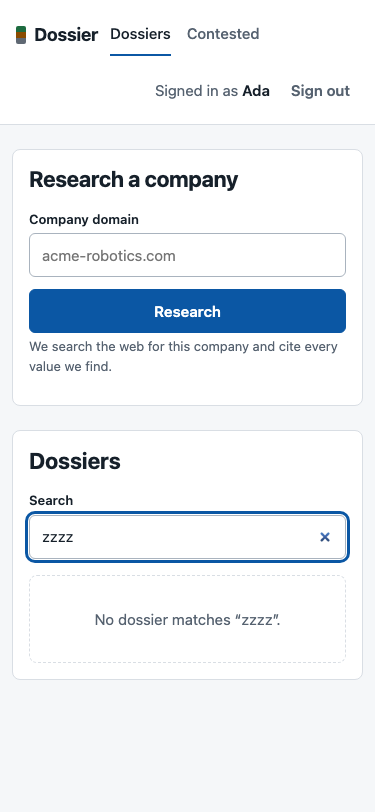 Dossier Dossiers Contested
Signed in as Ada Sign out
Research a company
Company domain
acme-robotics.com
Research
We search the web for this company and cite every
value we find.
Dossiers
Search
zzzz ×
No dossier matches “zzzz”.